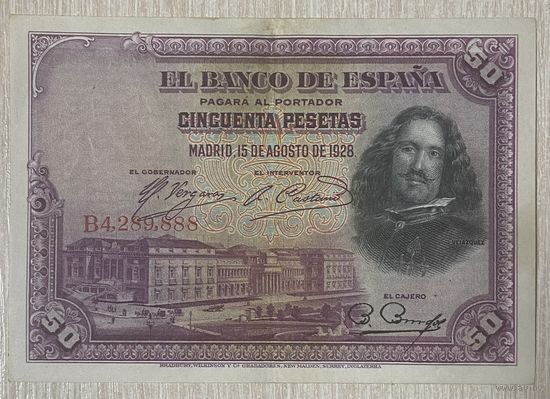 50
EL BANCO DE ESPAÑA
PAGARÁ AL PORTADOR
CINCUENTA PESETAS
MADRID, 15 DE AGOSTO DE 1928
EL GOBERNADOR EL INTERVENTOR
B4,289,888
VELAZQUEZ
EL CAJERO
50 50
BRADBURY, WILKINSON Y Cª GRABADORES, NEW MALDEN, SURREY, INGLATERRA